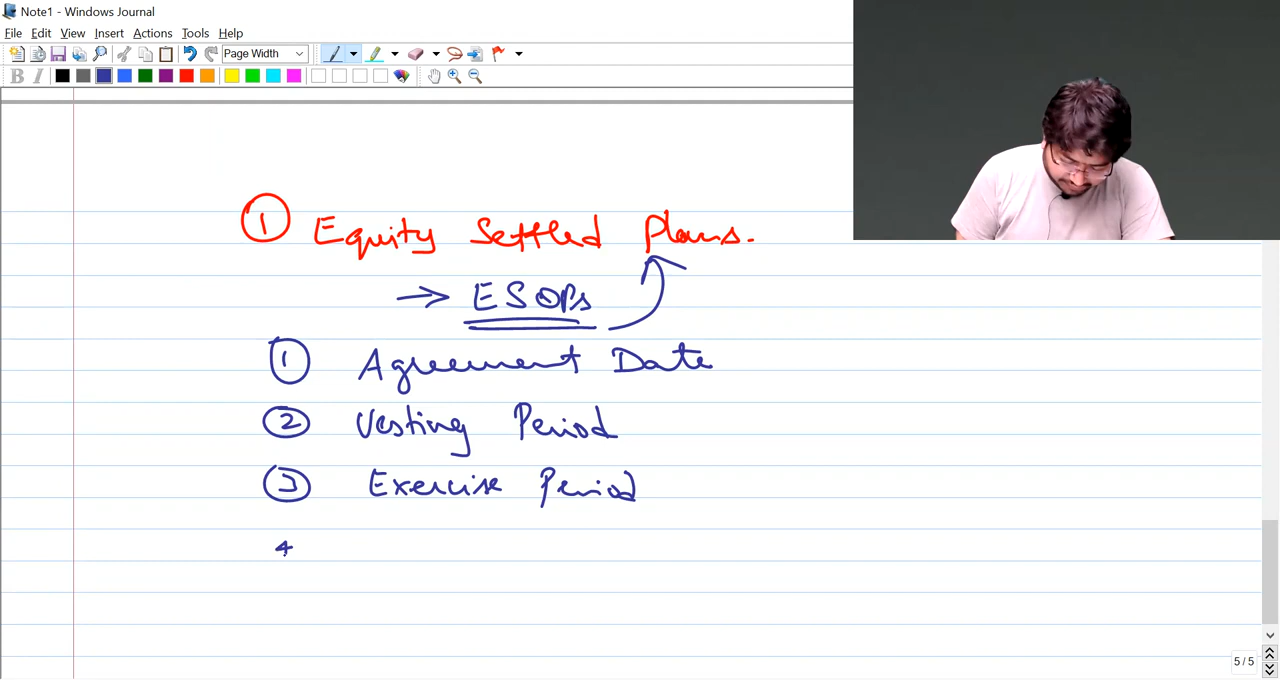 Note1 - Windows Journal
File Edit View Insert Actions Tools Help
Page Width
B I
① Equity Settled Plans.
→ ESOPs
① Agreement Date
② Vesting Period
③ Exercise Period
4
5 / 5